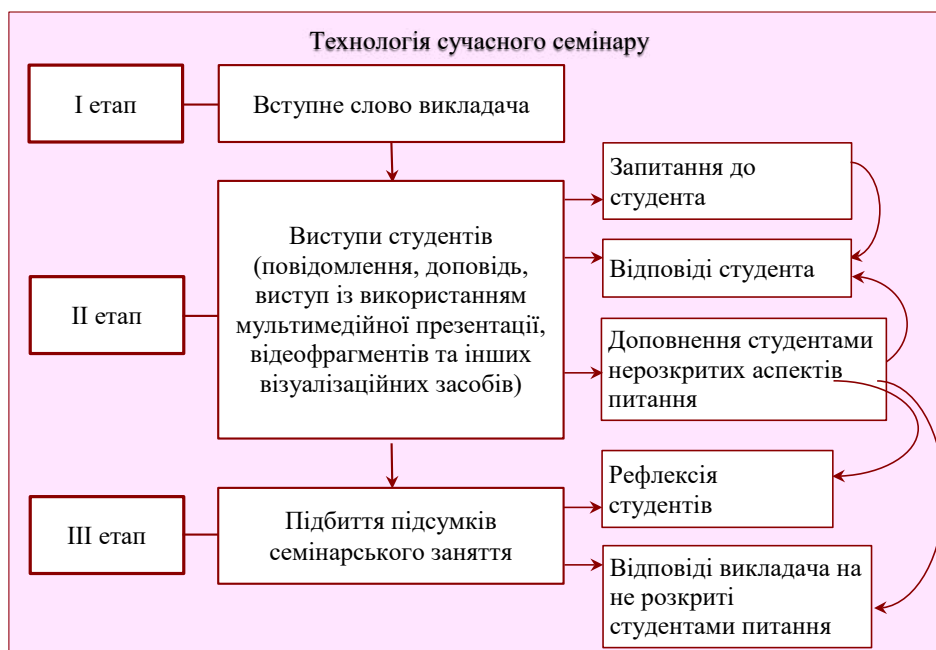 Технологія сучасного семінару
І етап
Вступне слово викладача
ІІ етап
Виступи студентів
(повідомлення, доповідь,
виступ із використанням
мультимедійної презентації,
відеофрагментів та інших
візуалізаційних засобів)
Запитання до
студента
Відповіді студента
Доповнення студентами
нерозкритих аспектів
питання
ІІІ етап
Підбиття підсумків
семінарського заняття
Рефлексія
студентів
Відповіді викладача на
не розкриті
студентами питання